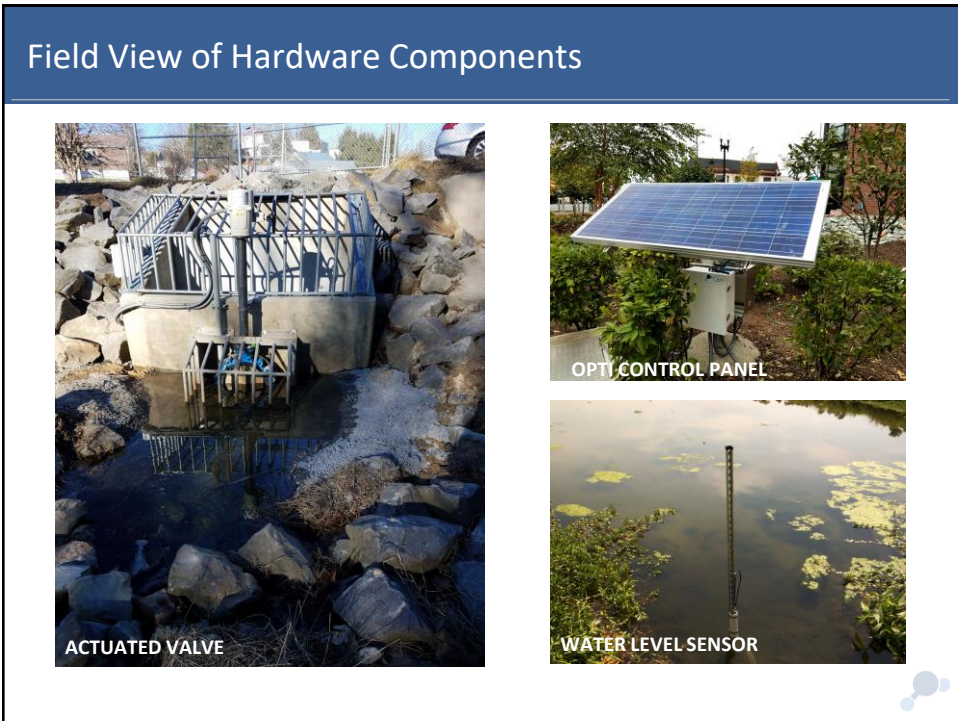 Field View of Hardware Components
OPTI CONTROL PANEL
ACTUATED VALVE
WATER LEVEL SENSOR